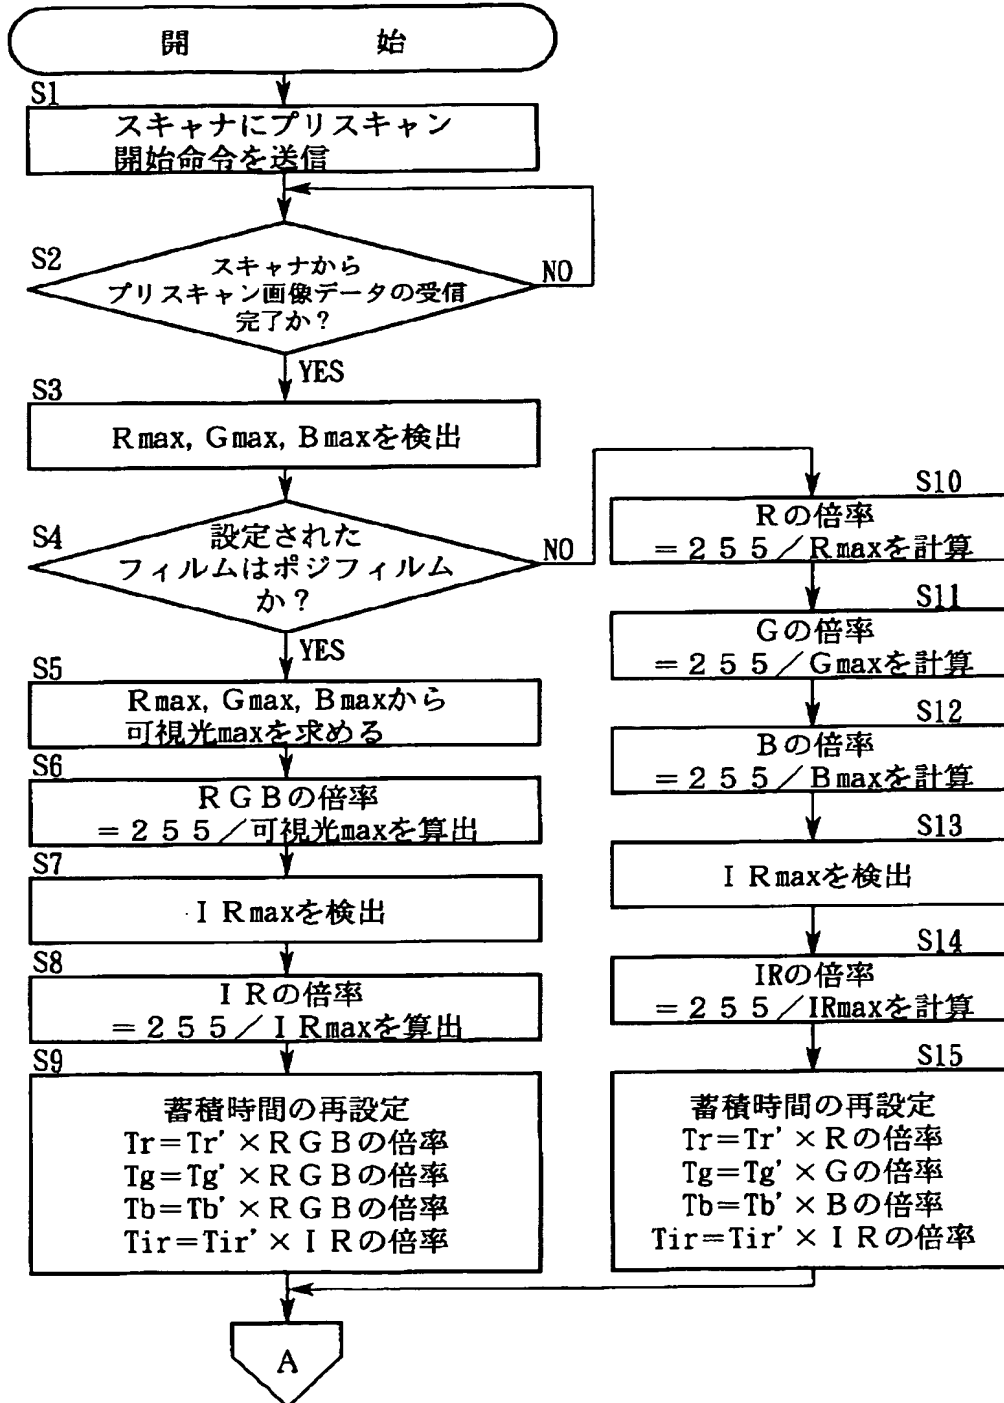 開 始
S1
スキャナにプリスキャン
開始命令を送信
S2
スキャナから
プリスキャン画像データの受信
完了か？
NO
YES
S3
Rmax, Gmax, Bmaxを検出
S4
設定された
フィルムはポジフィルム
か？
NO
YES
S5
Rmax, Gmax, Bmaxから
可視光maxを求める
S6
ＲＧＢの倍率
＝２５５／可視光maxを算出
S7
ＩＲmaxを検出
S8
ＩＲの倍率
＝２５５／ＩＲmaxを算出
S9
蓄積時間の再設定
Tr＝Tr'×ＲＧＢの倍率
Tg＝Tg'×ＲＧＢの倍率
Tb＝Tb'×ＲＧＢの倍率
Tir＝Tir'×ＩＲの倍率
S10
Ｒの倍率
＝２５５／Rmaxを計算
S11
Ｇの倍率
＝２５５／Gmaxを計算
S12
Ｂの倍率
＝２５５／Bmaxを計算
S13
ＩＲmaxを検出
S14
IRの倍率
＝２５５／IRmaxを計算
S15
蓄積時間の再設定
Tr＝Tr'×Ｒの倍率
Tg＝Tg'×Ｇの倍率
Tb＝Tb'×Ｂの倍率
Tir＝Tir'×ＩＲの倍率
A